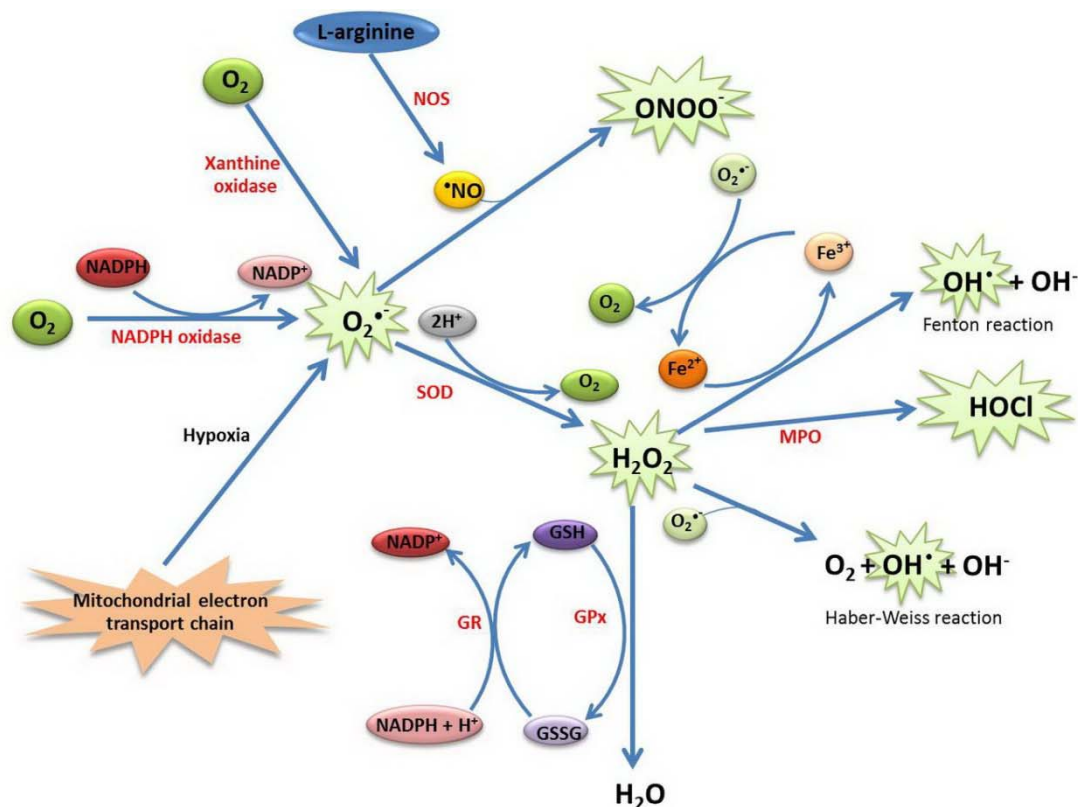 L-arginine
O₂
NOS
ONOO⁻
Xanthine
oxidase
•NO
O₂•⁻
NADPH
NADP⁺
Fe³⁺
OH• + OH⁻
O₂
NADPH oxidase
O₂•⁻
2H⁺
O₂
Fenton reaction
SOD
O₂
Fe²⁺
HOCl
MPO
Hypoxia
H₂O₂
O₂•⁻
NADP⁺
GSH
O₂ + OH• + OH⁻
Mitochondrial electron
transport chain
GR
GPx
Haber-Weiss reaction
NADPH + H⁺
GSSG
H₂O